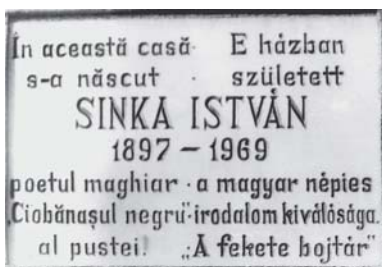 În această casă · E házban
s-a născut · született
SINKA ISTVÁN
1897 – 1969
poetul maghiar · a magyar népies
„Ciobănașul negru" · irodalom kiválósága.
al pustei! „A fekete bojtár"